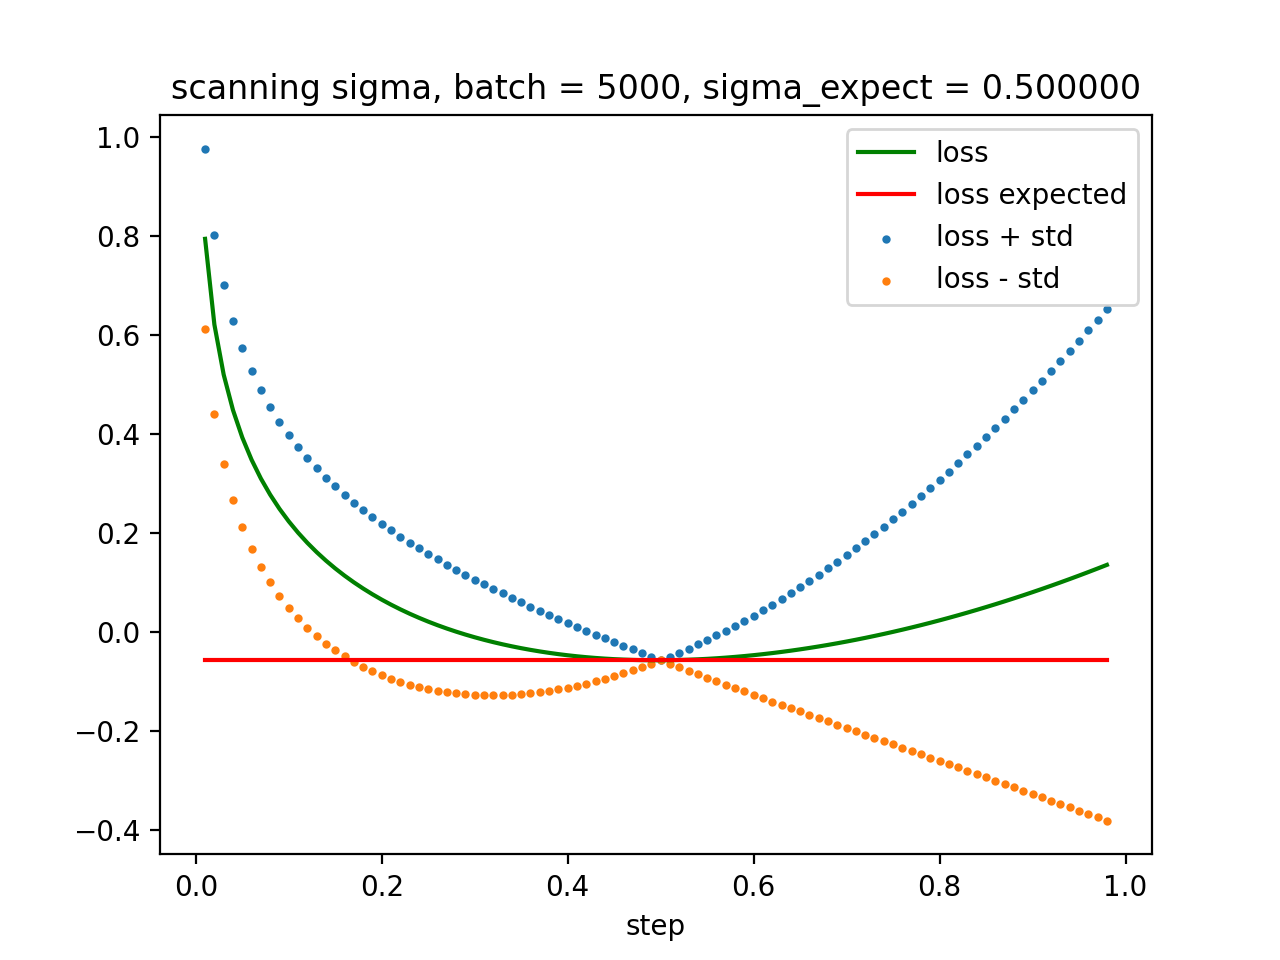 scanning sigma, batch = 5000, sigma_expect = 0.500000
1.0
0.8
0.6
0.4
0.2
0.0
−0.2
−0.4
loss
loss expected
loss + std
loss - std
0.0 0.2 0.4 0.6 0.8 1.0
step